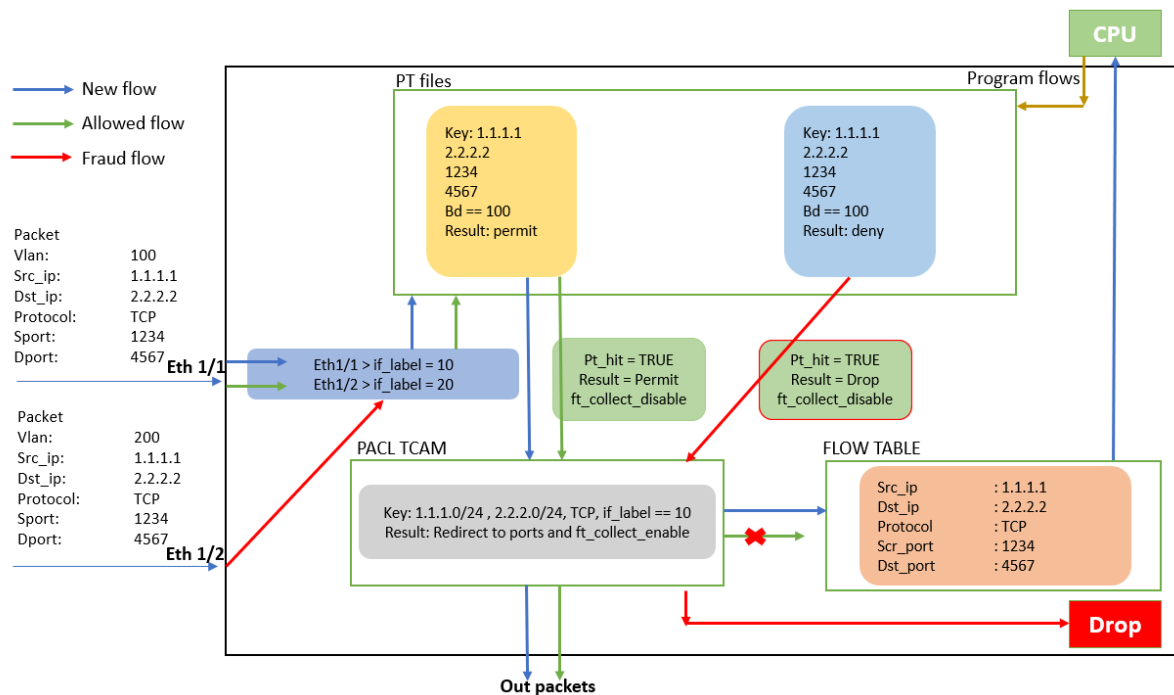 CPU
PT files
Program flows
New flow
Allowed flow
Fraud flow
Key: 1.1.1.1
2.2.2.2
1234
4567
Bd == 100
Result: permit
Key: 1.1.1.1
2.2.2.2
1234
4567
Bd == 100
Result: deny
Packet
Vlan: 100
Src_ip: 1.1.1.1
Dst_ip: 2.2.2.2
Protocol: TCP
Sport: 1234
Dport: 4567
Eth 1/1
Eth1/1 > if_label = 10
Eth1/2 > if_label = 20
Pt_hit = TRUE
Result = Permit
ft_collect_disable
Pt_hit = TRUE
Result = Drop
ft_collect_disable
Packet
Vlan: 200
Src_ip: 1.1.1.1
Dst_ip: 2.2.2.2
Protocol: TCP
Sport: 1234
Dport: 4567
Eth 1/2
PACL TCAM
Key: 1.1.1.0/24 , 2.2.2.0/24, TCP, if_label == 10
Result: Redirect to ports and ft_collect_enable
FLOW TABLE
Src_ip : 1.1.1.1
Dst_ip : 2.2.2.2
Protocol : TCP
Scr_port : 1234
Dst_port : 4567
Drop
Out packets